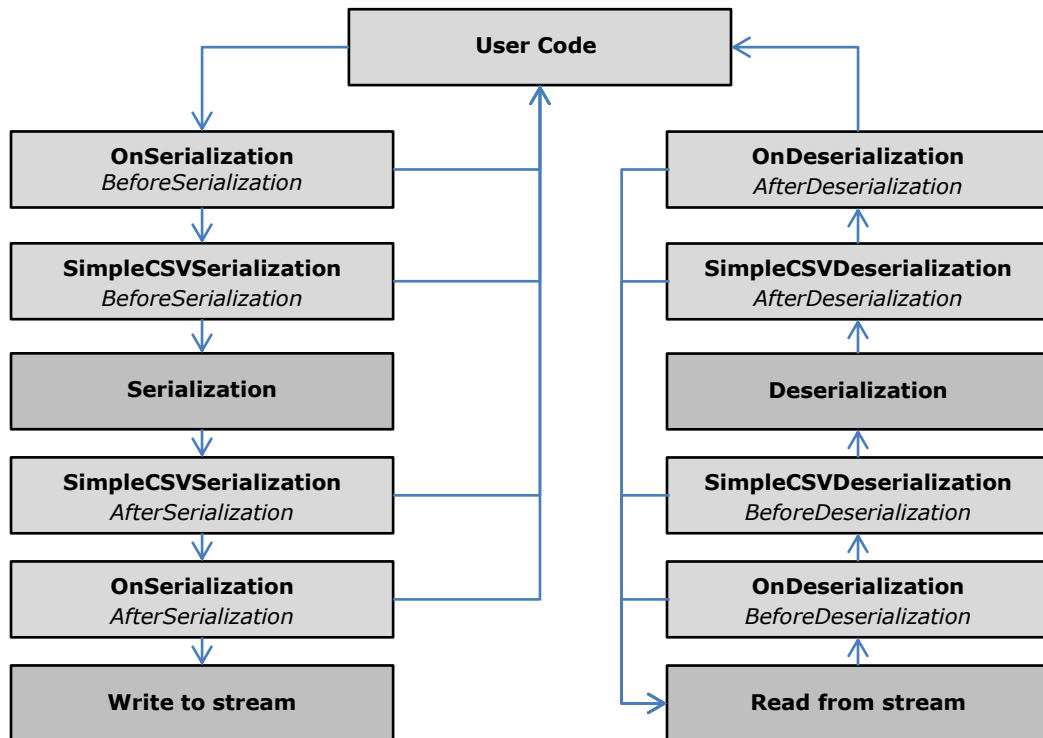 User Code
OnSerialization
BeforeSerialization
SimpleCSVSerialization
BeforeSerialization
Serialization
SimpleCSVSerialization
AfterSerialization
OnSerialization
AfterSerialization
Write to stream
OnDeserialization
AfterDeserialization
SimpleCSVDeserialization
AfterDeserialization
Deserialization
SimpleCSVDeserialization
BeforeDeserialization
OnDeserialization
BeforeDeserialization
Read from stream